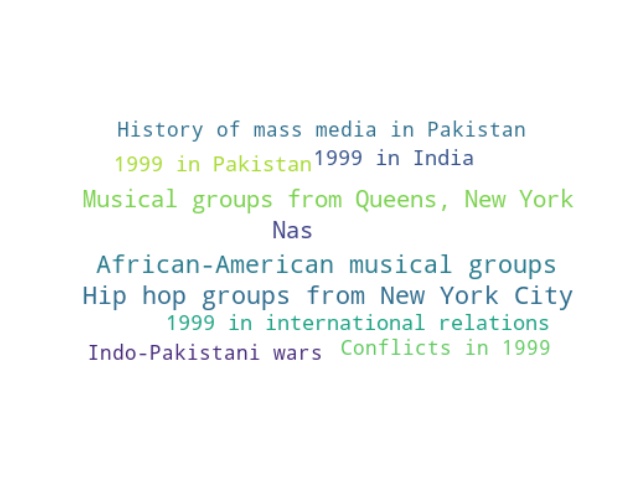 History of mass media in Pakistan
1999 in Pakistan 1999 in India
Musical groups from Queens, New York
Nas
African-American musical groups
Hip hop groups from New York City
1999 in international relations
Indo-Pakistani wars Conflicts in 1999